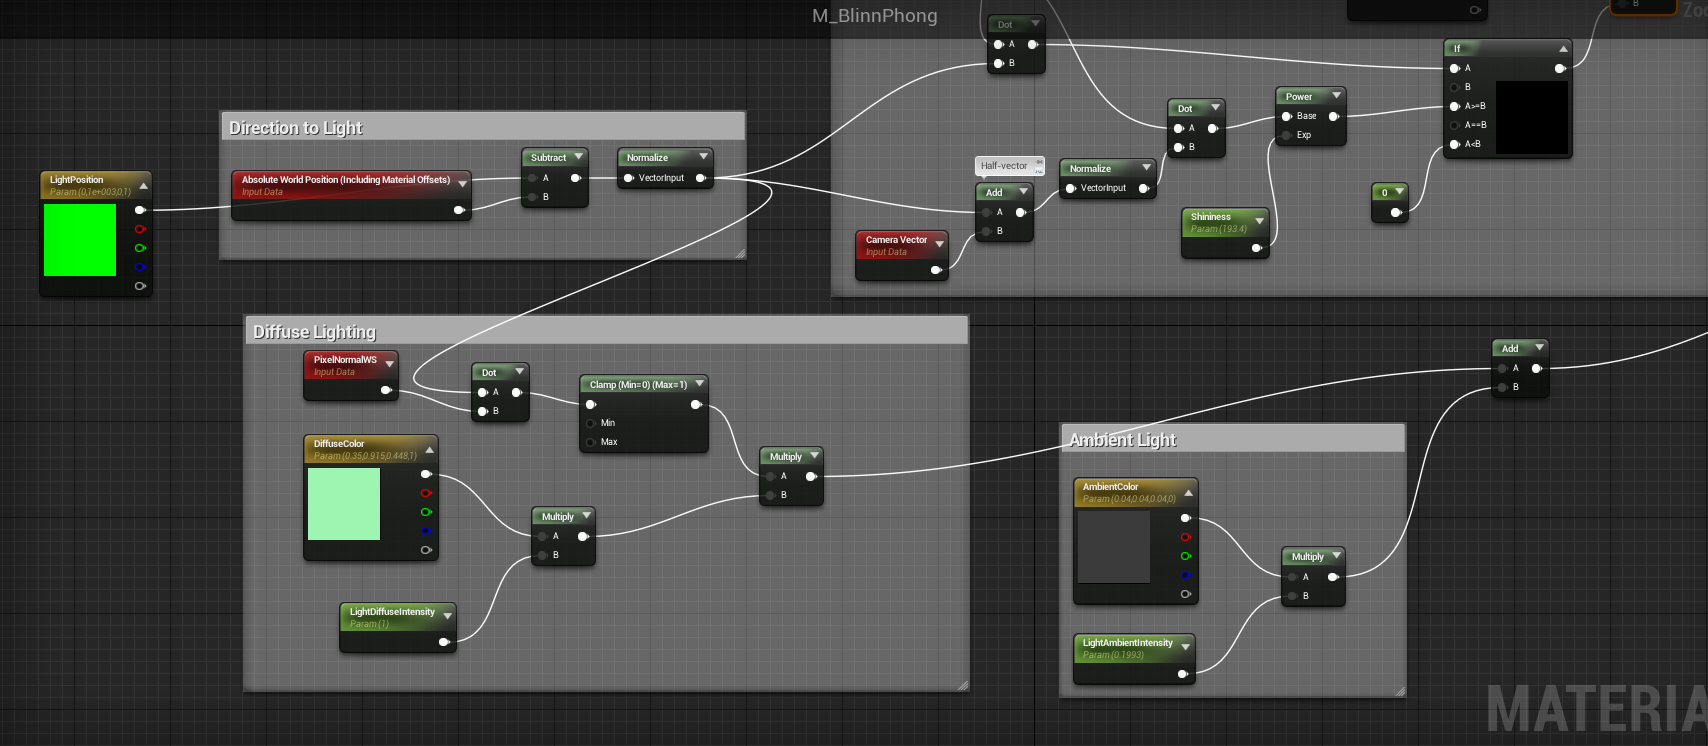 M_BlinnPhong
Zoo
B
Dot
A
B
If
A
B
A>=B
A==B
A<B
Direction to Light
LightPosition
Param (0,1e+003,0,1)
Absolute World Position (Including Material Offsets)
Input Data
Subtract
A
B
Normalize
VectorInput
Dot
A
B
Power
Base
Exp
Half-vector
Add
A
B
Normalize
VectorInput
0
Shininess
Param (193.4)
Camera Vector
Input Data
Diffuse Lighting
PixelNormalWS
Input Data
Dot
A
B
Clamp (Min=0) (Max=1)
Min
Max
DiffuseColor
Param (0.35,0.915,0.448,1)
Multiply
A
B
Multiply
A
B
LightDiffuseIntensity
Param (1)
Add
A
B
Ambient Light
AmbientColor
Param (0.04,0.04,0.04,0)
Multiply
A
B
LightAmbientIntensity
Param (0.1993)
MATERIA